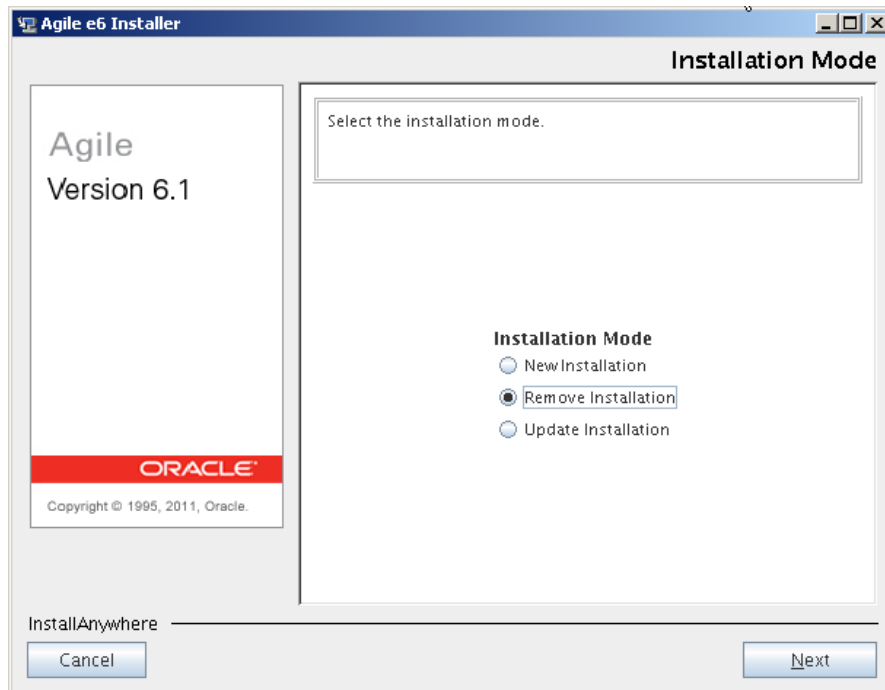 Agile e6 Installer
Installation Mode
Agile
Version 6.1
ORACLE
Copyright © 1995, 2011, Oracle.
Select the installation mode.
Installation Mode
New Installation
Remove Installation
Update Installation
InstallAnywhere
Cancel
Next